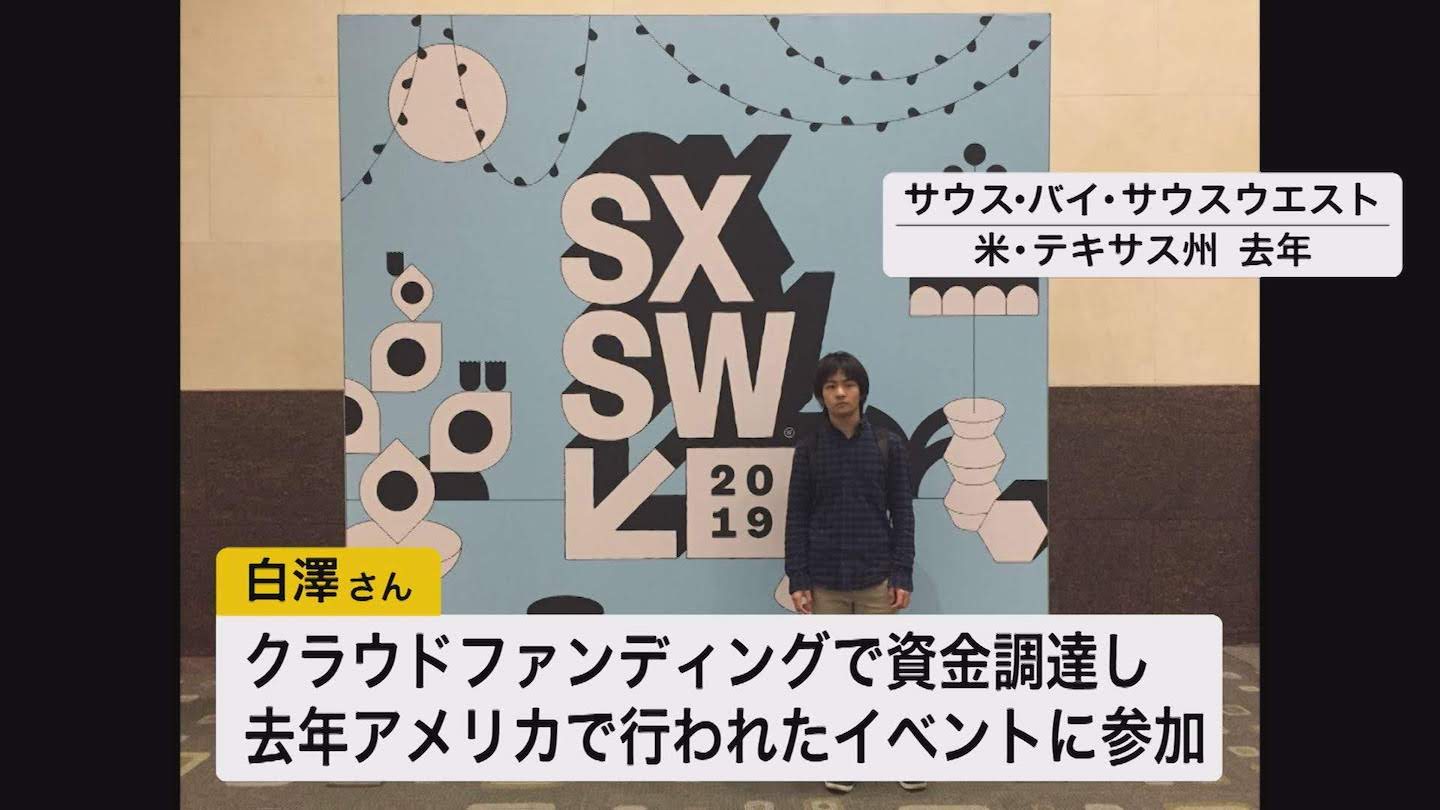 SX
SW®
20
19
サウス・バイ・サウスウエスト
米・テキサス州 去年
白澤さん
クラウドファンディングで資金調達し
去年アメリカで行われたイベントに参加